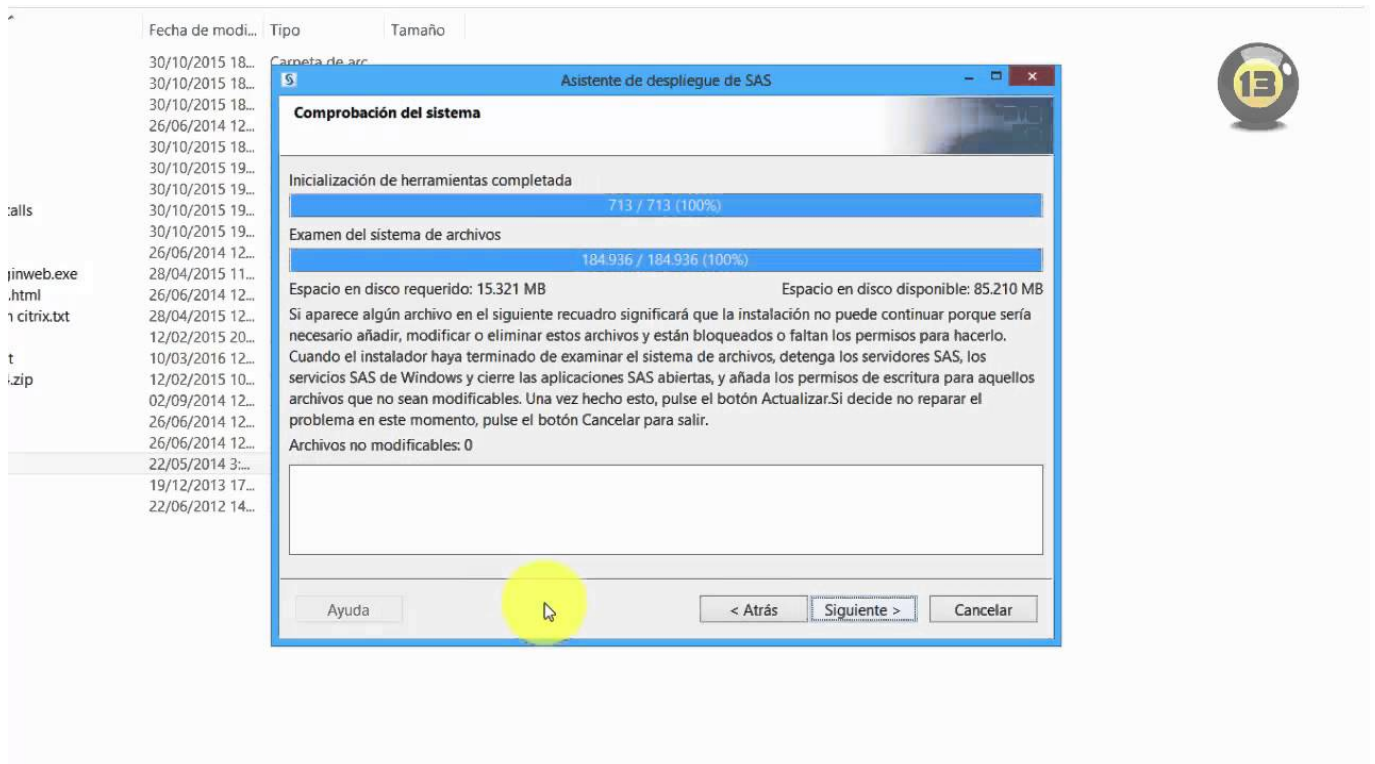 Fecha de modi... Tipo Tamaño
30/10/2015 18... Carpeta de arc
30/10/2015 18...
30/10/2015 18...
26/06/2014 12...
30/10/2015 18...
30/10/2015 19...
30/10/2015 19...
30/10/2015 19...
30/10/2015 19...
26/06/2014 12...
inweb.exe 28/04/2015 11...
.html 26/06/2014 12...
citrix.txt 28/04/2015 12...
12/02/2015 20...
t 10/03/2016 12...
.zip 12/02/2015 10...
02/09/2014 12...
26/06/2014 12...
26/06/2014 12...
22/05/2014 3:...
19/12/2013 17...
22/06/2012 14...
Asistente de despliegue de SAS
Comprobación del sistema
Inicialización de herramientas completada
713 / 713 (100%)
Examen del sistema de archivos
184.936 / 184.936 (100%)
Espacio en disco requerido: 15.321 MB Espacio en disco disponible: 85.210 MB
Si aparece algún archivo en el siguiente recuadro significará que la instalación no puede continuar porque sería
necesario añadir, modificar o eliminar estos archivos y están bloqueados o faltan los permisos para hacerlo.
Cuando el instalador haya terminado de examinar el sistema de archivos, detenga los servidores SAS, los
servicios SAS de Windows y cierre las aplicaciones SAS abiertas, y añada los permisos de escritura para aquellos
archivos que no sean modificables. Una vez hecho esto, pulse el botón Actualizar.Si decide no reparar el
problema en este momento, pulse el botón Cancelar para salir.
Archivos no modificables: 0
Ayuda < Atrás Siguiente > Cancelar
13